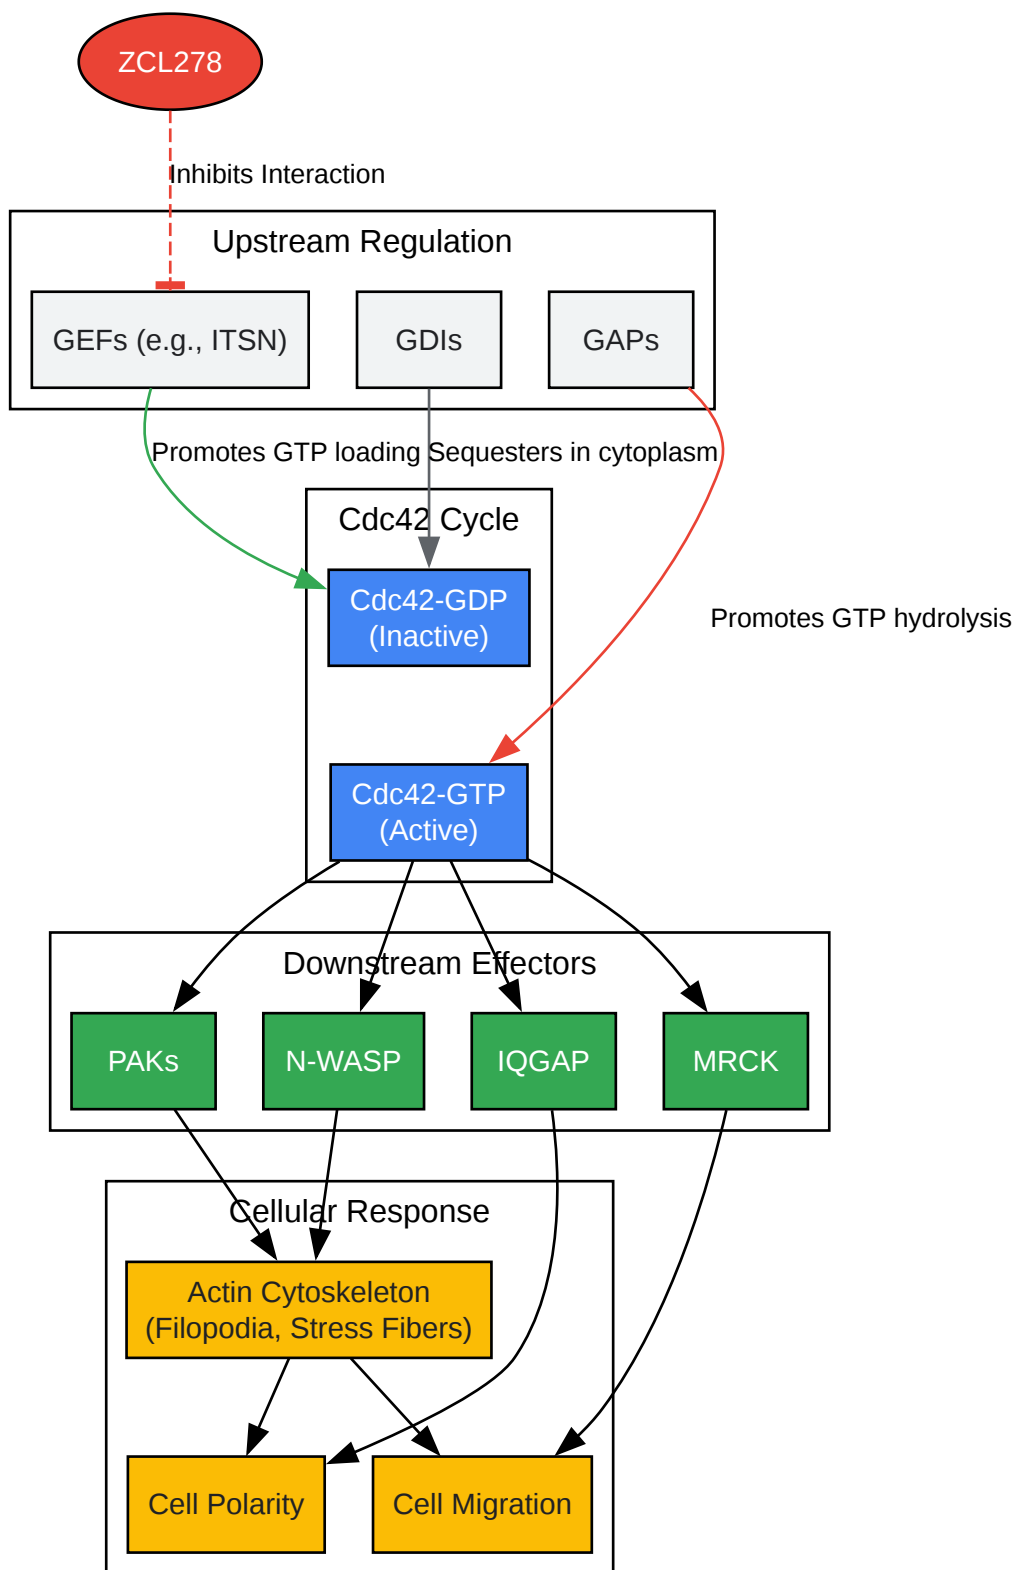 ZCL278
Inhibits Interaction
Upstream Regulation
GEFs (e.g., ITSN)
GDIs
GAPs
Promotes GTP loading
Sequesters in cytoplasm
Cdc42 Cycle
Cdc42-GDP
(Inactive)
Promotes GTP hydrolysis
Cdc42-GTP
(Active)
Downstream Effectors
PAKs
N-WASP
IQGAP
MRCK
Cellular Response
Actin Cytoskeleton
(Filopodia, Stress Fibers)
Cell Polarity
Cell Migration